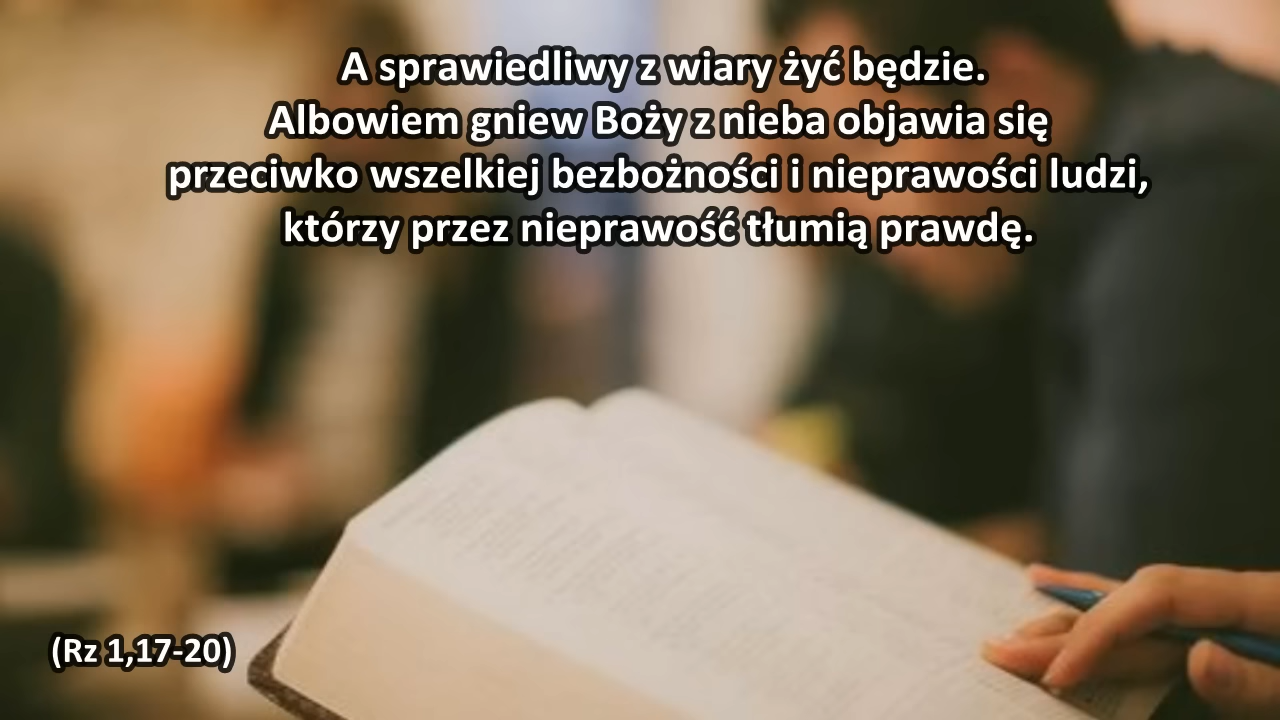 A sprawiedliwy z wiary żyć będzie.
Albowiem gniew Boży z nieba objawia się
przeciwko wszelkiej bezbożności i nieprawości ludzi,
którzy przez nieprawość tłumią prawdę.
(Rz 1,17-20)